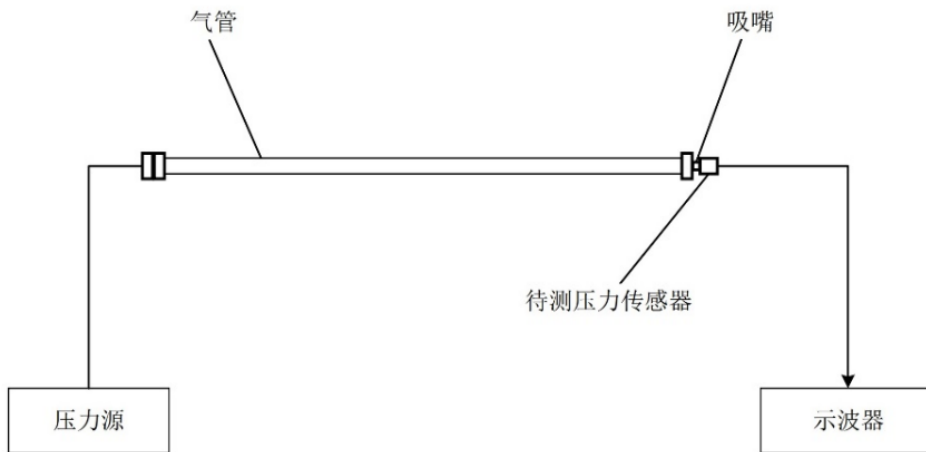 气管
吸嘴
待测压力传感器
压力源
示波器